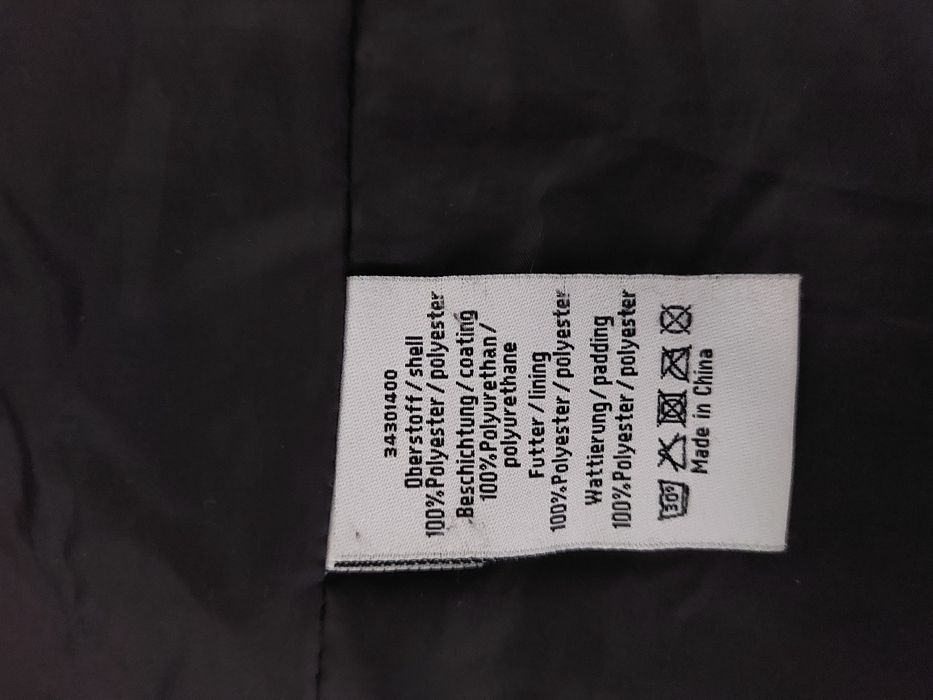 34301400
Oberstoff / shell
100%Polyester / polyester
Beschichtung/ coating
100%Polyurethan/
polyurethane
Futter / lining
100%Polyester / polyester
Wattierung/ padding
100%Polyester / polyester
30°
Made in China